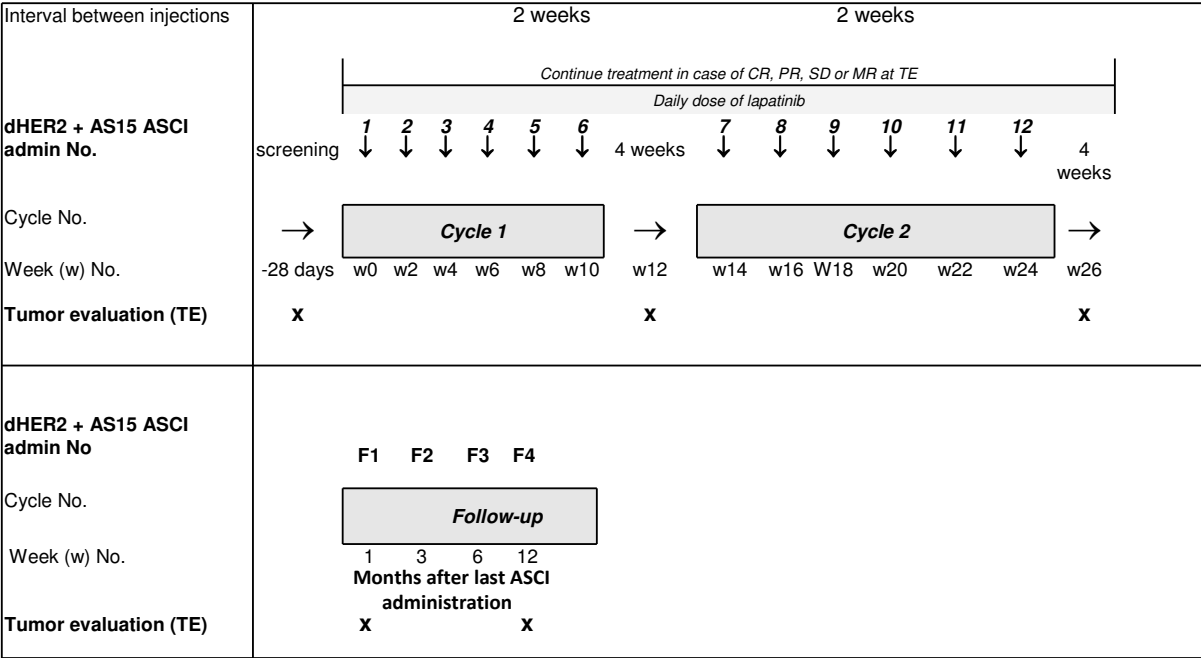 Interval between injections 2 weeks 2 weeks
Continue treatment in case of CR, PR, SD or MR at TE
Daily dose of lapatinib
dHER2 + AS15 ASCI
admin No.
screening 1 2 3 4 5 6 4 weeks 7 8 9 10 11 12 4
weeks
Cycle No. → Cycle 1 → Cycle 2 →
Week (w) No. -28 days w0 w2 w4 w6 w8 w10 w12 w14 w16 W18 w20 w22 w24 w26
Tumor evaluation (TE) x x x
dHER2 + AS15 ASCI
admin No
F1 F2 F3 F4
Cycle No. Follow-up
Week (w) No. 1 3 6 12
Months after last ASCI
administration
Tumor evaluation (TE) x x